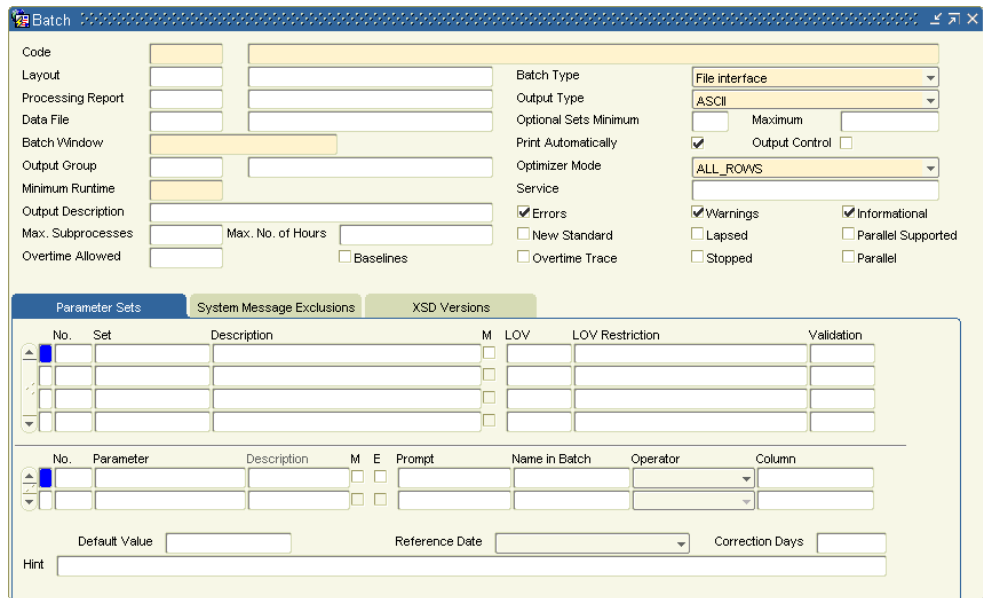 Batch
Code
Layout Batch Type File interface
Processing Report Output Type ASCII
Data File Optional Sets Minimum Maximum
Batch Window Print Automatically Output Control
Output Group Optimizer Mode ALL_ROWS
Minimum Runtime Service
Output Description Errors Warnings Informational
Max. Subprocesses Max. No. of Hours New Standard Lapsed Parallel Supported
Overtime Allowed Baselines Overtime Trace Stopped Parallel
Parameter Sets System Message Exclusions XSD Versions
No. Set Description M LOV LOV Restriction Validation
No. Parameter Description M E Prompt Name in Batch Operator Column
Default Value Reference Date Correction Days
Hint